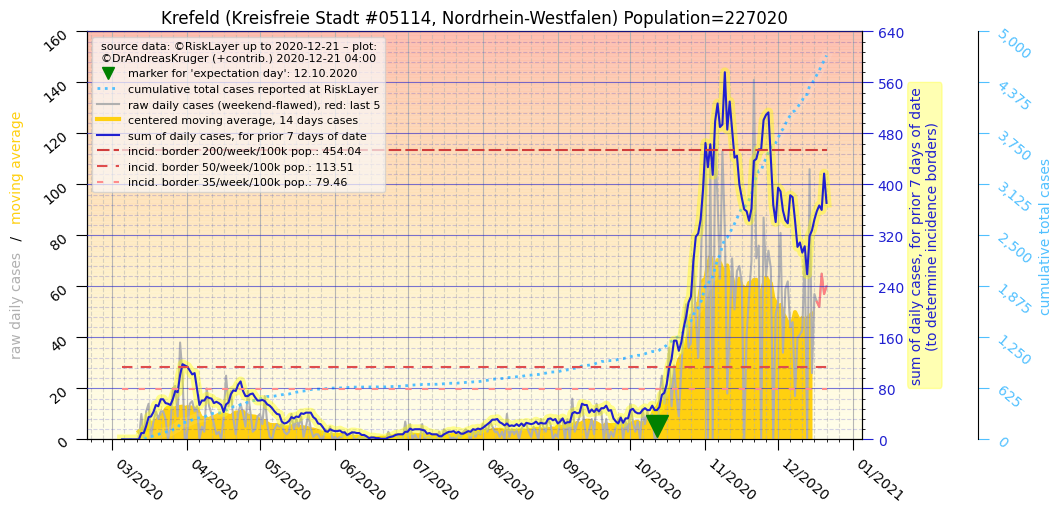 Krefeld (Kreisfreie Stadt #05114, Nordrhein-Westfalen) Population=227020
source data: ©RiskLayer up to 2020-12-21 – plot:
©DrAndreasKruger (+contrib.) 2020-12-21 04:00
marker for 'expectation day': 12.10.2020
cumulative total cases reported at RiskLayer
raw daily cases (weekend-flawed), red: last 5
centered moving average, 14 days cases
sum of daily cases, for prior 7 days of date
incid. border 200/week/100k pop.: 454.04
incid. border 50/week/100k pop.: 113.51
incid. border 35/week/100k pop.: 79.46
raw daily cases / moving average
160
140
120
100
80
60
40
20
0
03/2020
04/2020
05/2020
06/2020
07/2020
08/2020
09/2020
10/2020
11/2020
12/2020
01/2021
640
560
480
400
320
240
160
80
0
sum of daily cases, for prior 7 days of date
(to determine incidence borders)
5,000
4,375
3,750
3,125
2,500
1,875
1,250
625
0
cumulative total cases